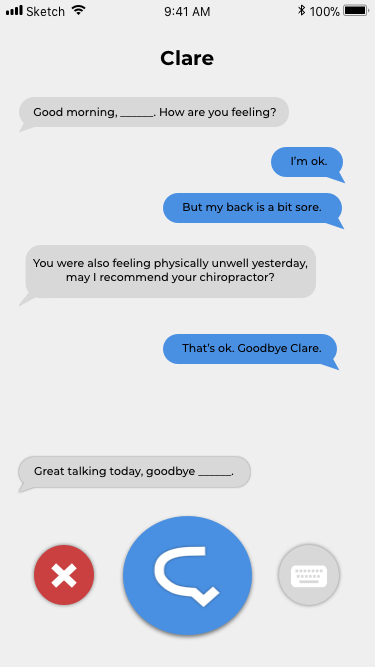 Sketch 9:41 AM 100%
Clare
Good morning, ______. How are you feeling?
I'm ok.
But my back is a bit sore.
You were also feeling physically unwell yesterday,
may I recommend your chiropractor?
That's ok. Goodbye Clare.
Great talking today, goodbye ______.